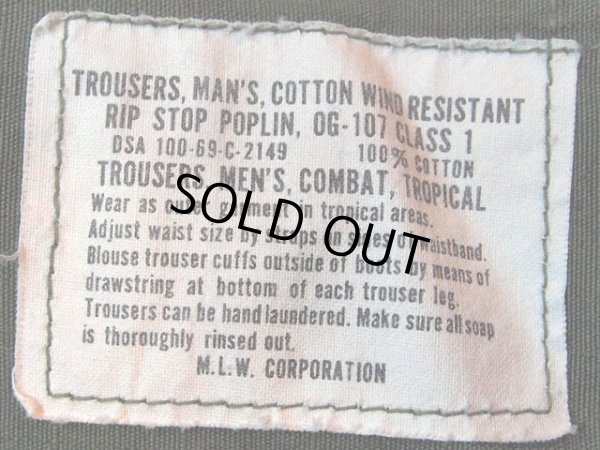 TROUSERS, MAN'S, COTTON WIND RESISTANT
RIP STOP POPLIN, OG-107 CLASS 1
DSA 100-69-C-2149 100% COTTON
TROUSERS, MEN'S, COMBAT, TROPICAL
Wear as outer garment in tropical areas.
Adjust waist size by straps on sides of waistband.
Blouse trouser cuffs outside of boots by means of
drawstring at bottom of each trouser leg.
Trousers can be hand laundered. Make sure all soap
is thoroughly rinsed out.
M.L.W. CORPORATION
SOLD OUT